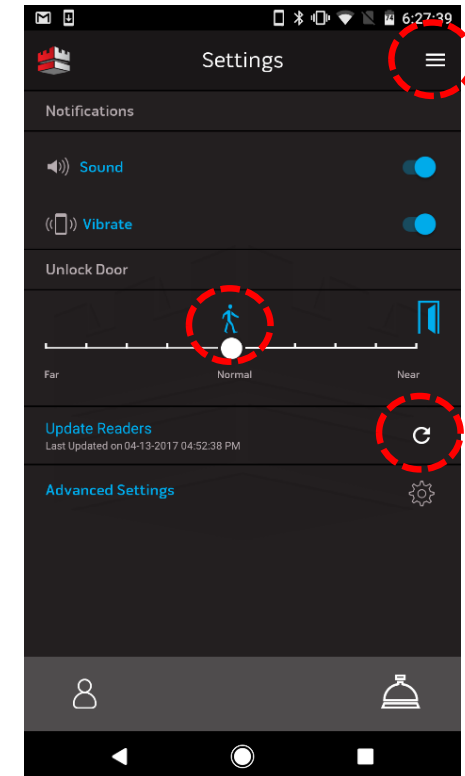 6:27:39
Settings
Notifications
Sound
Vibrate
Unlock Door
Far Normal Near
Update Readers
Last Updated on 04-13-2017 04:52:38 PM
Advanced Settings